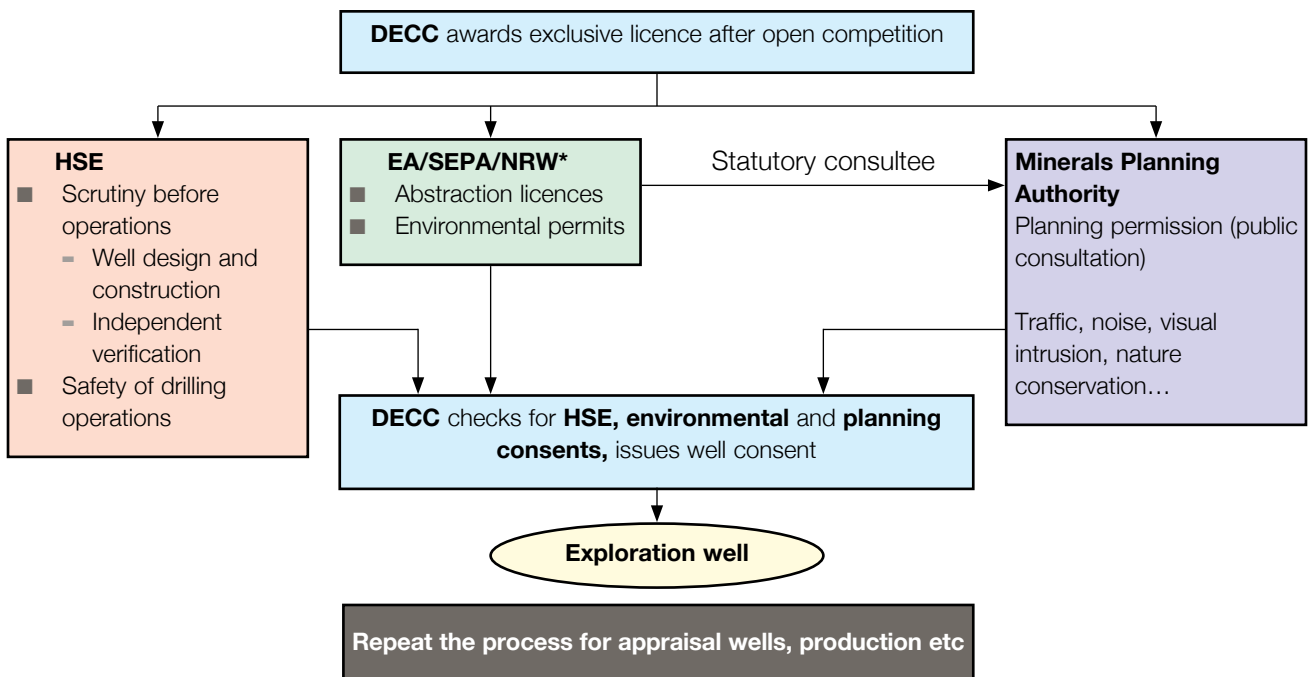 DECC awards exclusive licence after open competition
HSE
■ Scrutiny before
operations
- Well design and
construction
- Independent
verification
■ Safety of drilling
operations
EA/SEPA/NRW*
■ Abstraction licences
■ Environmental permits
Statutory consultee
Minerals Planning
Authority
Planning permission (public
consultation)
Traffic, noise, visual
intrusion, nature
conservation…
DECC checks for HSE, environmental and planning
consents, issues well consent
Exploration well
Repeat the process for appraisal wells, production etc